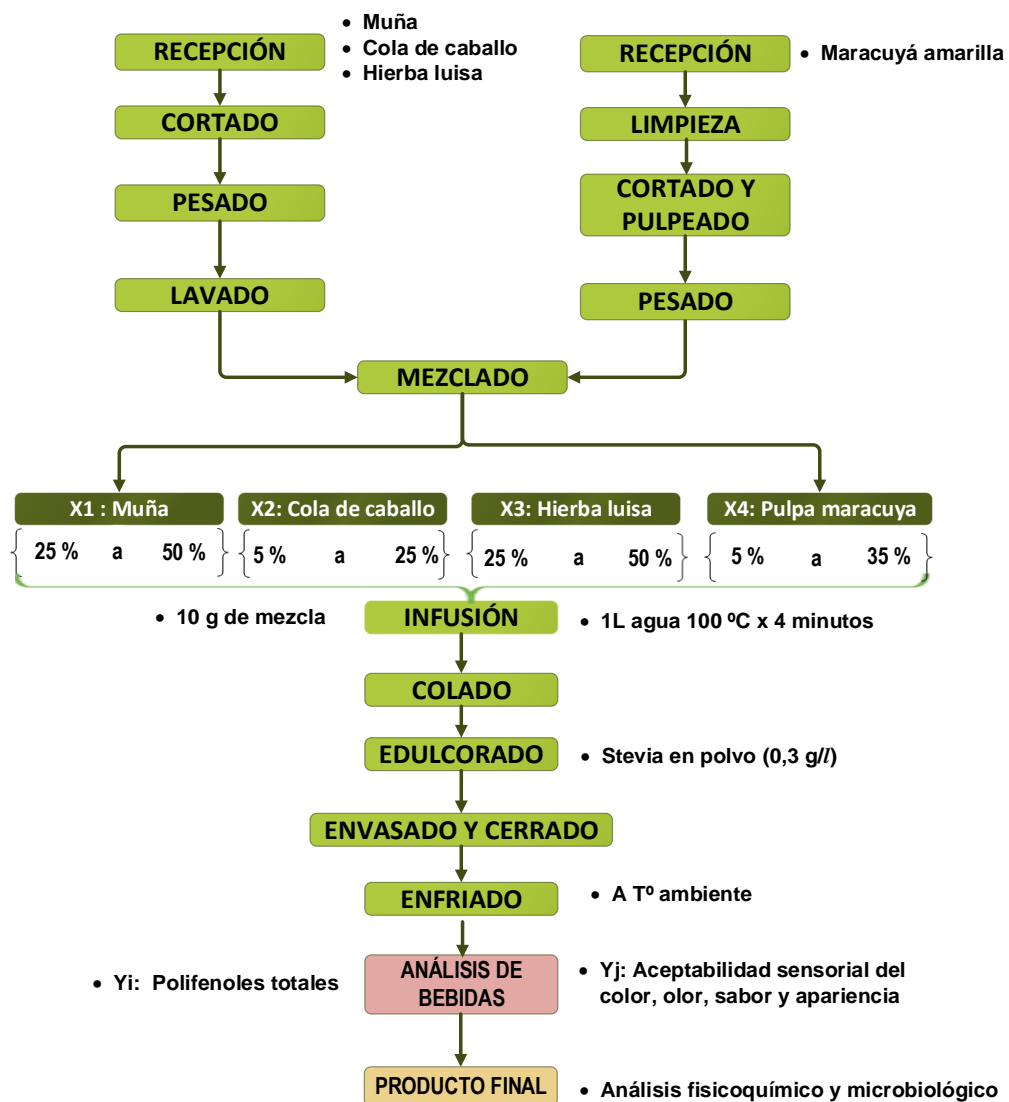 RECEPCIÓN
• Muña
• Cola de caballo
• Hierba luisa
RECEPCIÓN
• Maracuyá amarilla
CORTADO
LIMPIEZA
PESADO
CORTADO Y
PULPEADO
LAVADO
PESADO
MEZCLADO
X1 : Muña
X2: Cola de caballo
X3: Hierba luisa
X4: Pulpa maracuya
25 % a 50 %
5 % a 25 %
25 % a 50 %
5 % a 35 %
• 10 g de mezcla
INFUSIÓN
• 1L agua 100 ºC x 4 minutos
COLADO
EDULCORADO
• Stevia en polvo (0,3 g/l)
ENVASADO Y CERRADO
ENFRIADO
• A Tº ambiente
• Yi: Polifenoles totales
ANÁLISIS DE
BEBIDAS
• Yj: Aceptabilidad sensorial del
color, olor, sabor y apariencia
PRODUCTO FINAL
• Análisis fisicoquímico y microbiológico